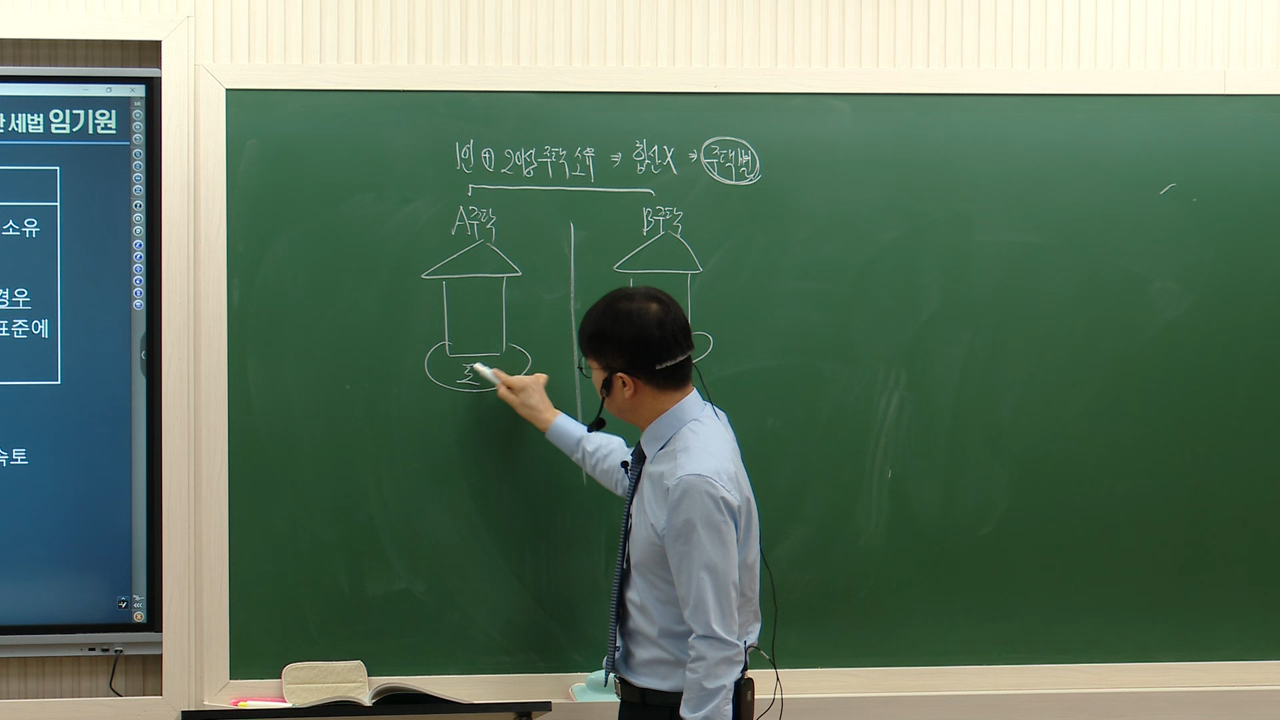 세법 임기원
소유
경우
표준에
속토
1인 ⊕ 2이상 주택 소유 ⇒ 합산X ⇒ 주택별
A주택
B주택
토